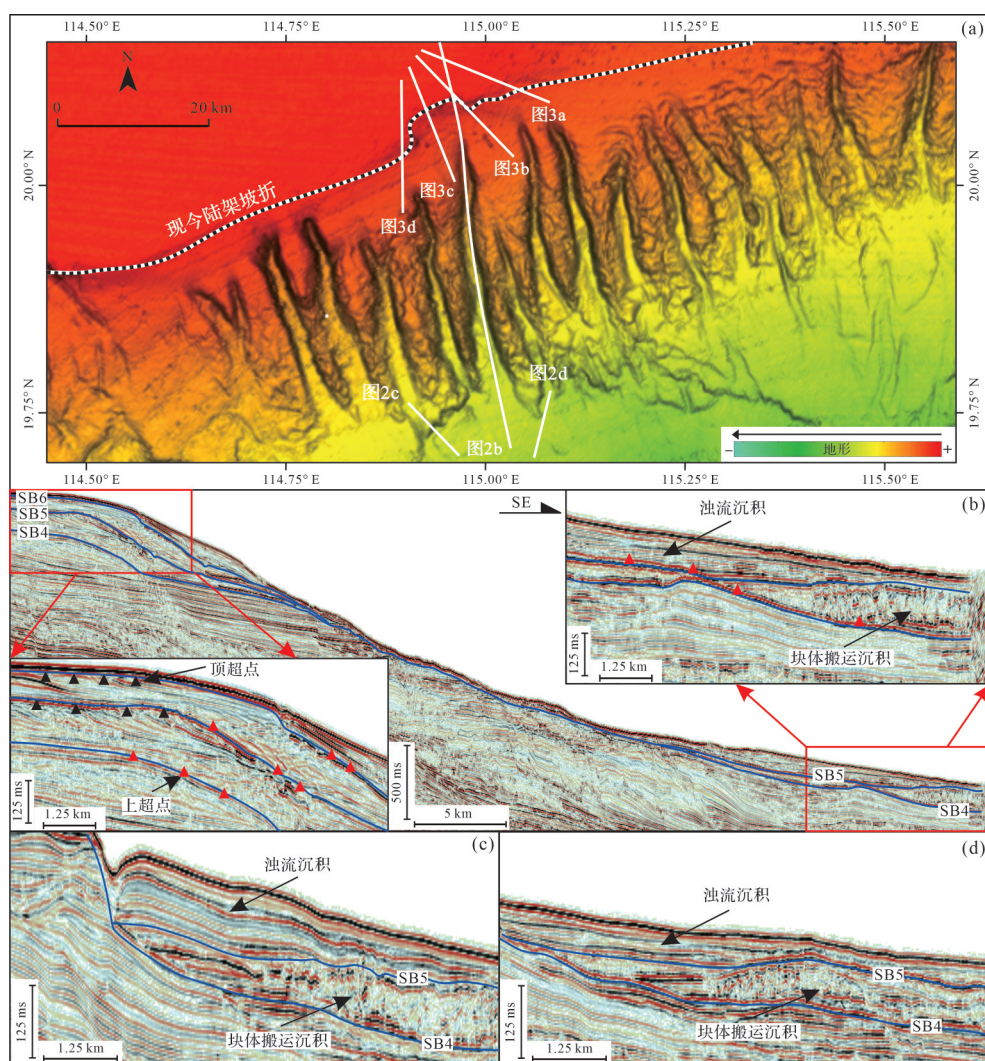 114.50° E
114.75° E
115.00° E
115.25° E
115.50° E
(a)
N
0
20 km
20.00° N
20.00° N
现今陆架坡折
图3a
图3b
图3c
图3d
图2c
图2d
图2b
19.75° N
19.75° N
- 地形 +
114.50° E
114.75° E
115.00° E
115.25° E
115.50° E
SB6
SB5
SB4
SE
(b)
浊流沉积
块体搬运沉积
125 ms
1.25 km
顶超点
上超点
125 ms
1.25 km
500 ms
5 km
SB5
SB4
(c)
浊流沉积
SB5
块体搬运沉积
SB4
125 ms
1.25 km
(d)
浊流沉积
SB5
块体搬运沉积
SB4
125 ms
1.25 km